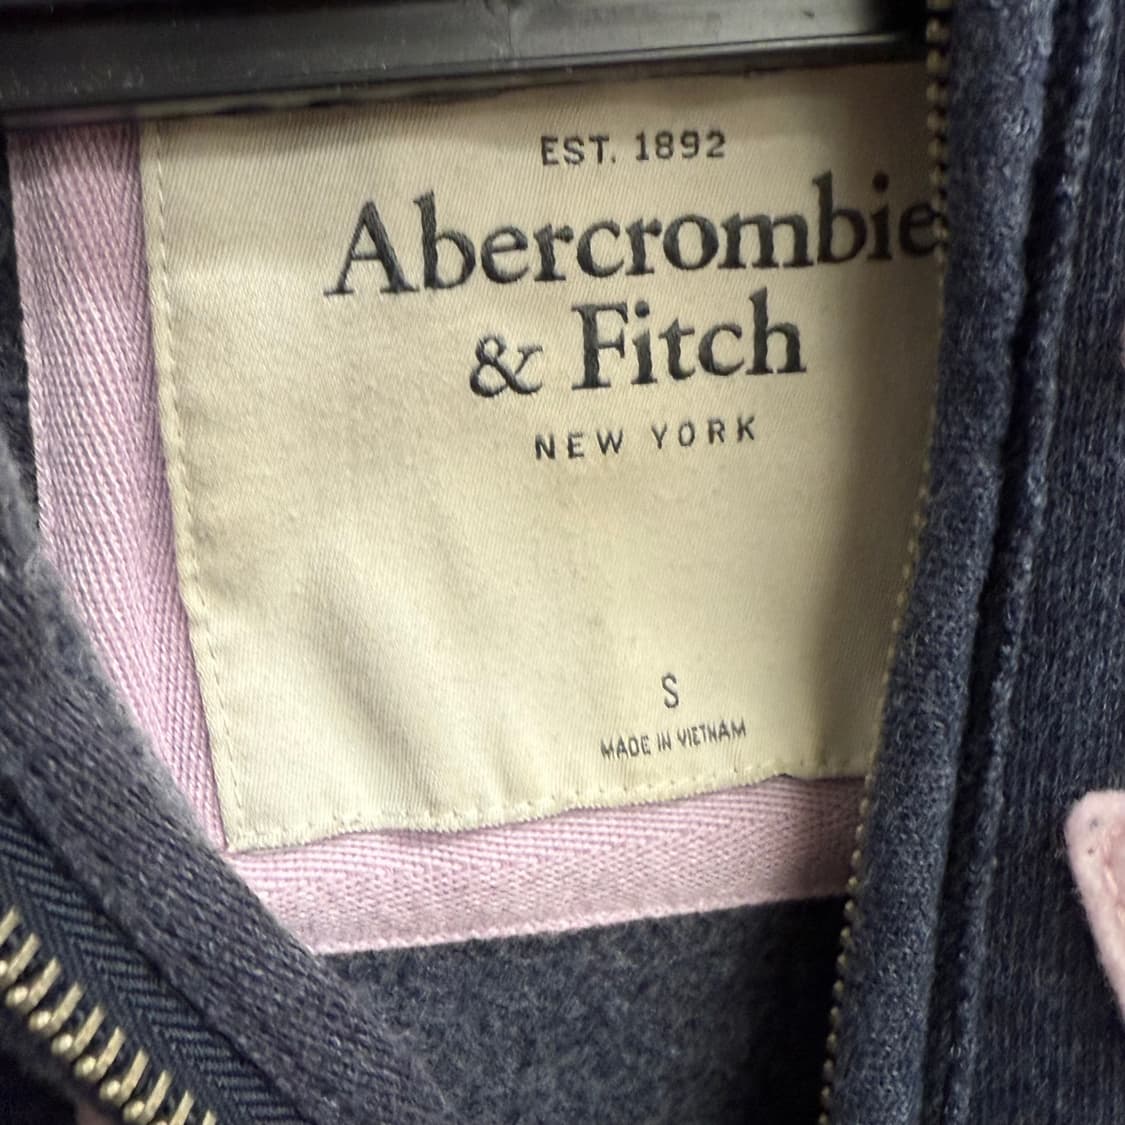 EST. 1892
Abercrombie
& Fitch
NEW YORK
S
MADE IN VIETNAM